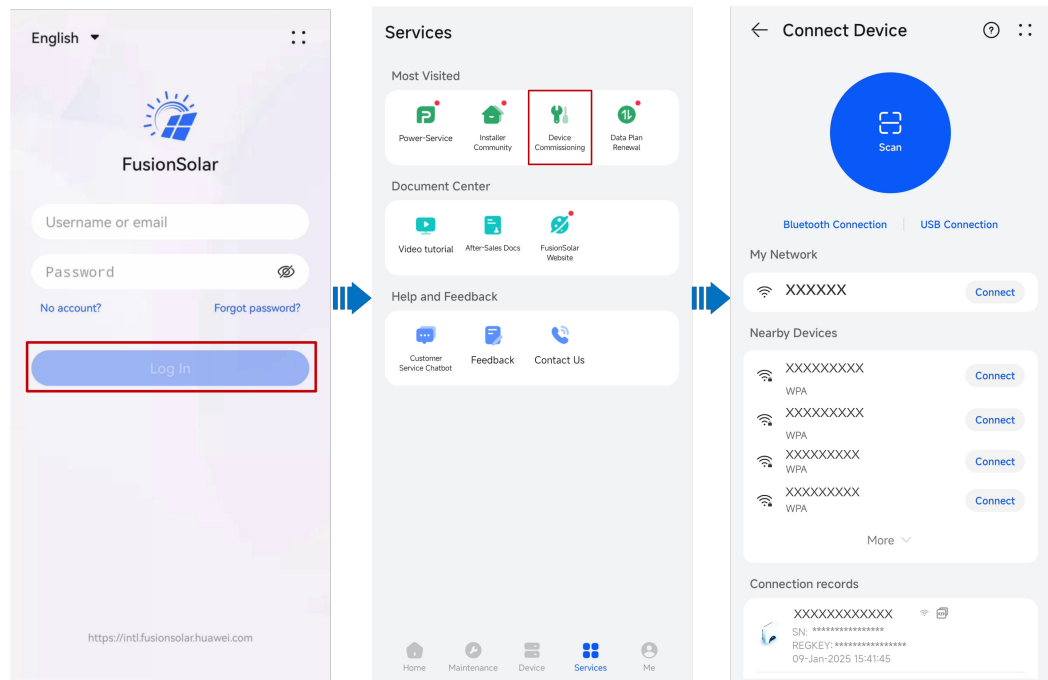 English
FusionSolar
Username or email
Password
No account?
Forgot password?
Log In
https://intl.fusionsolar.huawei.com
Services
Most Visited
Power-Service
Installer
Community
Device
Commissioning
Data Plan
Renewal
Document Center
Video tutorial
After-Sales Docs
FusionSolar
Website
Help and Feedback
Customer
Service Chatbot
Feedback
Contact Us
Home
Maintenance
Device
Services
Me
Connect Device
Scan
Bluetooth Connection
USB Connection
My Network
XXXXXX
Connect
Nearby Devices
XXXXXXXXX
WPA
Connect
XXXXXXXXX
WPA
Connect
XXXXXXXXX
WPA
Connect
XXXXXXXXX
WPA
Connect
More
Connection records
XXXXXXXXXXXX
SN: ****************
REGKEY: ****************
09-Jan-2025 15:41:45